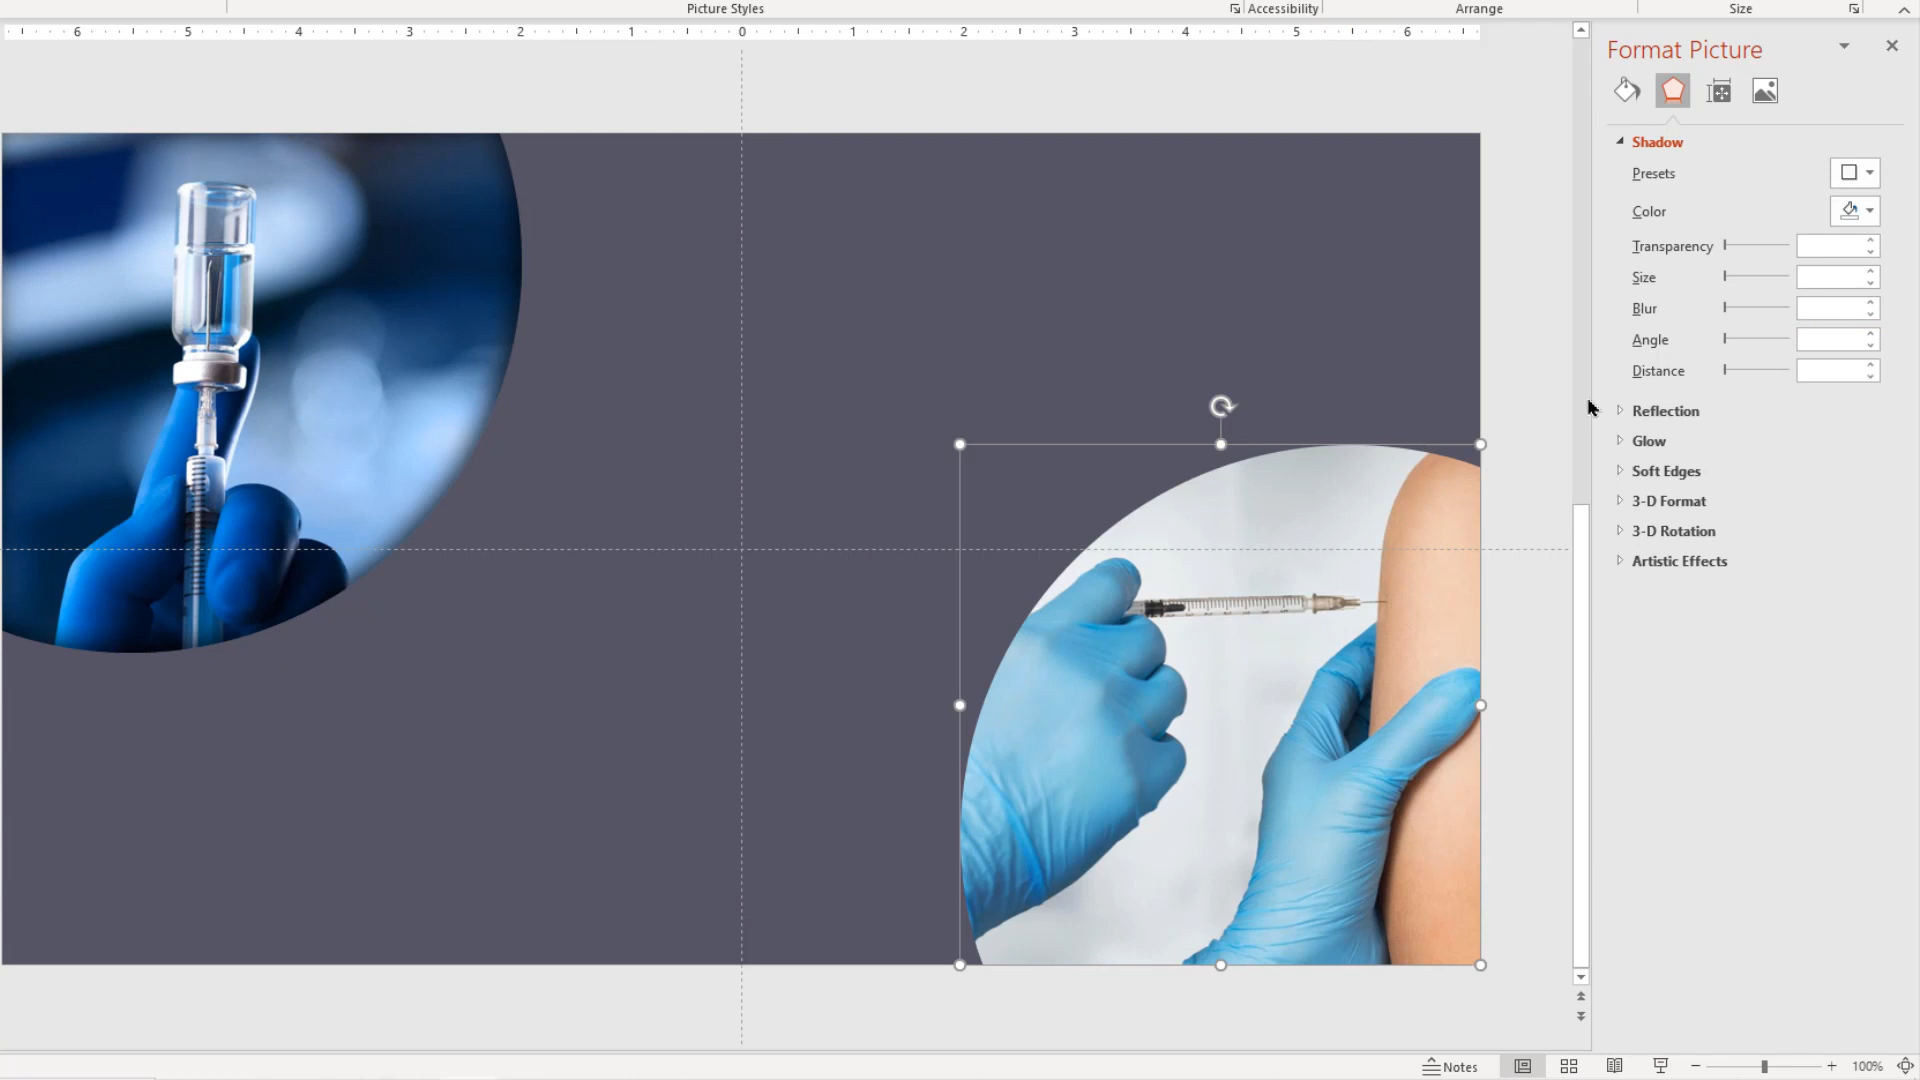 Picture Styles Accessibility Arrange Size
6 5 4 3 2 1 0 1 2 3 4 5 6
Format Picture
Shadow
Presets
Color
Transparency
Size
Blur
Angle
Distance
Reflection
Glow
Soft Edges
3-D Format
3-D Rotation
Artistic Effects
Notes 100%